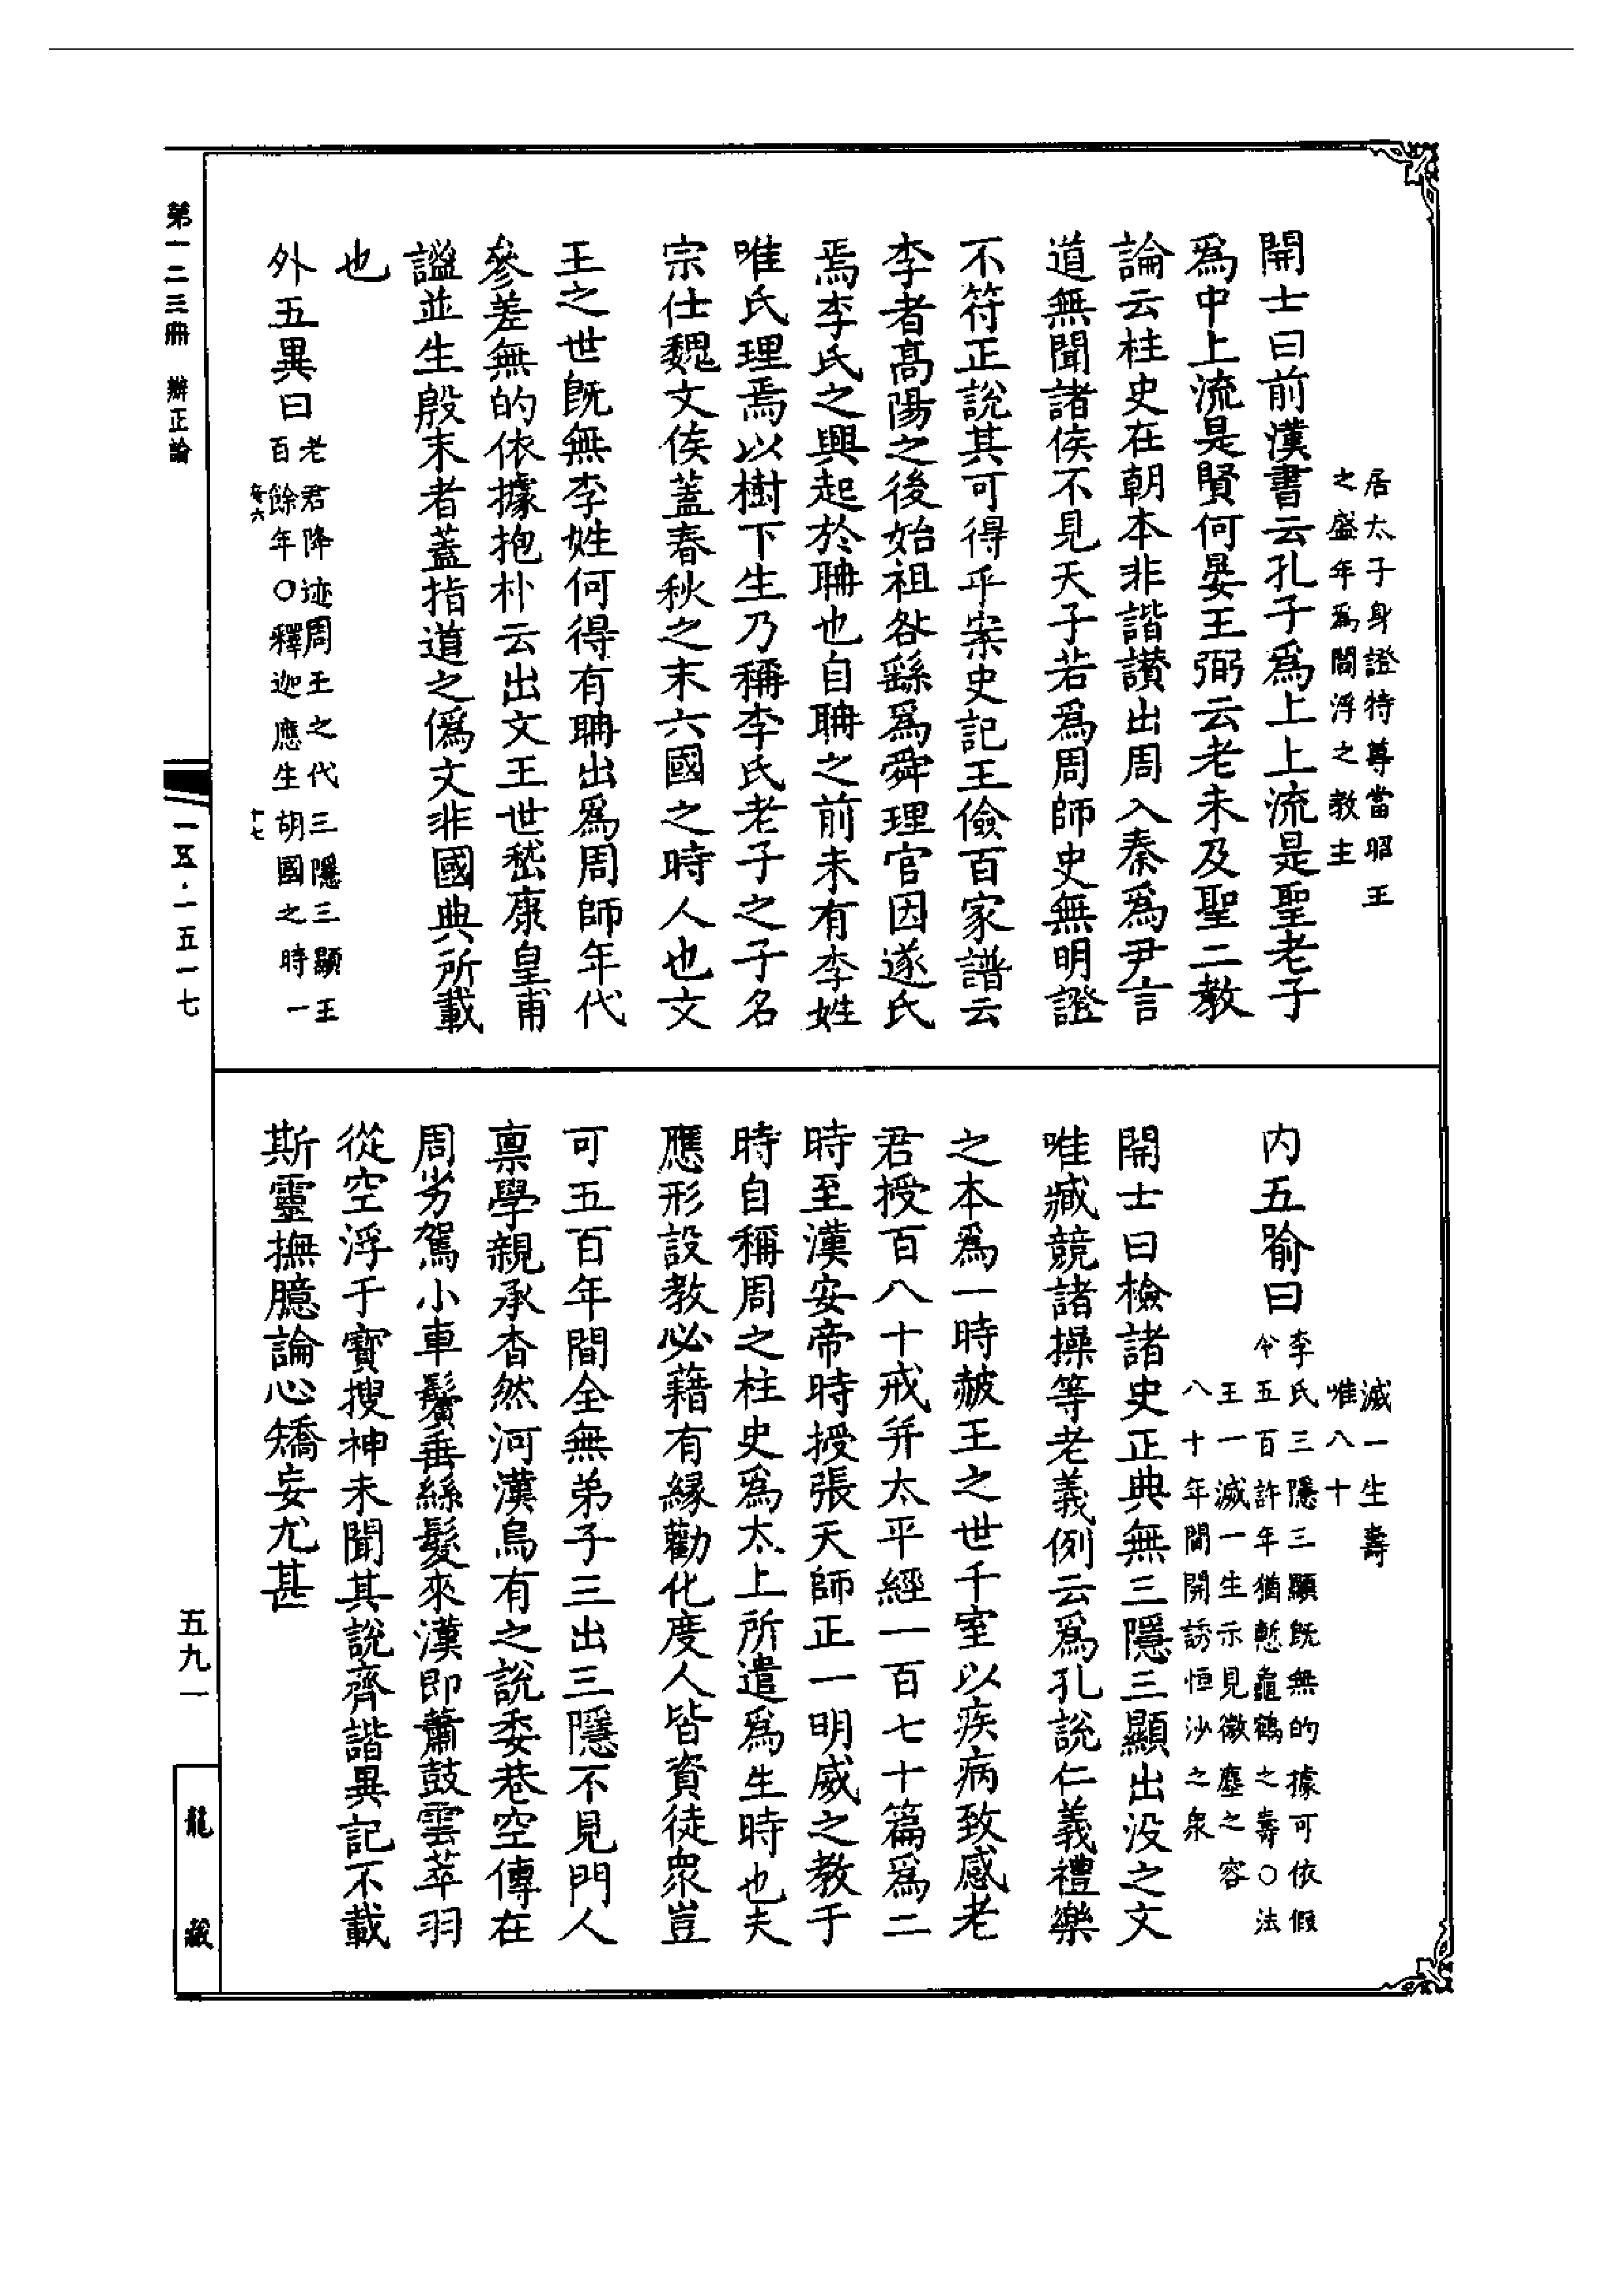 居太子身證特尊當昭王
之盛年爲閻浮之教主
開士曰前漢書云孔子爲上上流是聖老子
爲中上流是賢何晏王弼云老未及聖二教
論云柱史在朝本非諧讚出周入秦爲尹言
道無聞諸侯不見天子若爲周師史無明證
不符正說其可得乎案史記王儉百家譜云
李者髙陽之後始祖咎繇爲舜理官因遂氏
焉李氏之興起於聃也自聃之前未有李姓
唯氏理焉以樹下生乃稱李氏老子之子名
宗仕魏文侯蓋春秋之末六國之時人也文
王之世旣無李姓何得有聃出爲周師年代
參差無的依據抱朴云出文王世嵇康皇甫
謐並生殷末者蓋指道之僞文非國典所載
也
外五異曰
老君降迹周王之代三隱三顯王
百餘年〇釋迦應生胡國之時一
十七
第一二三冊 辯正論
一五·一五一七
滅一生壽
唯八十
内五喻曰
李氏三隱三顯旣無的據可依假
令五百許年猶慙龜鶴之壽〇法
王一滅一生示見微塵之容
八十年間開誘恒沙之衆
開士曰檢諸史正典無三隱三顯出没之文
唯臧競諸操等老義例云爲孔說仁義禮樂
之本爲一時赧王之世千室以疾病致感老
君授百八十戒并太平經一百七十篇爲二
時至漢安帝時授張天師正一明威之教于
時自稱周之柱史爲太上所遣爲生時也夫
應形設教必藉有緣勸化度人皆資徒衆豈
可五百年間全無弟子三出三隱不見門人
禀學親承杳然河漢烏有之說委巷空傳在
周劣駕小車鬢垂絲髮來漢即簫鼓雲萃羽
從空浮于寶搜神未聞其說齊諧異記不載
斯靈撫臆論心矯妄尤甚
五九一
龍藏